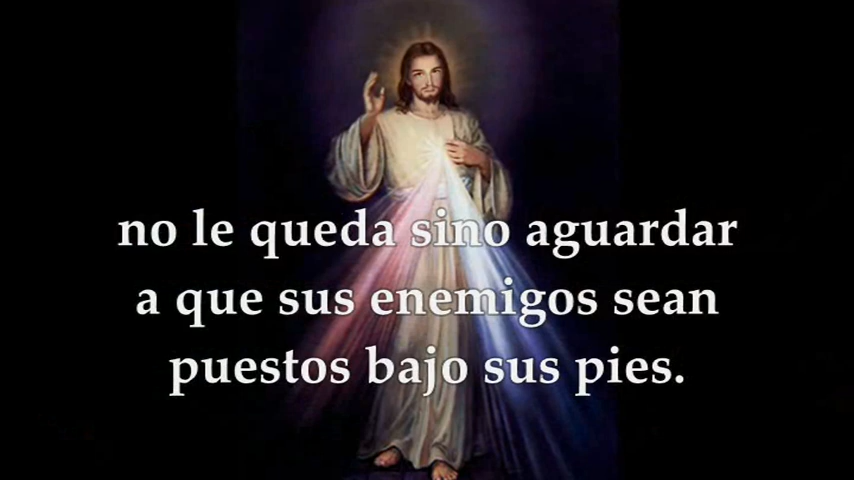 no le queda sino aguardar
a que sus enemigos sean
puestos bajo sus pies.